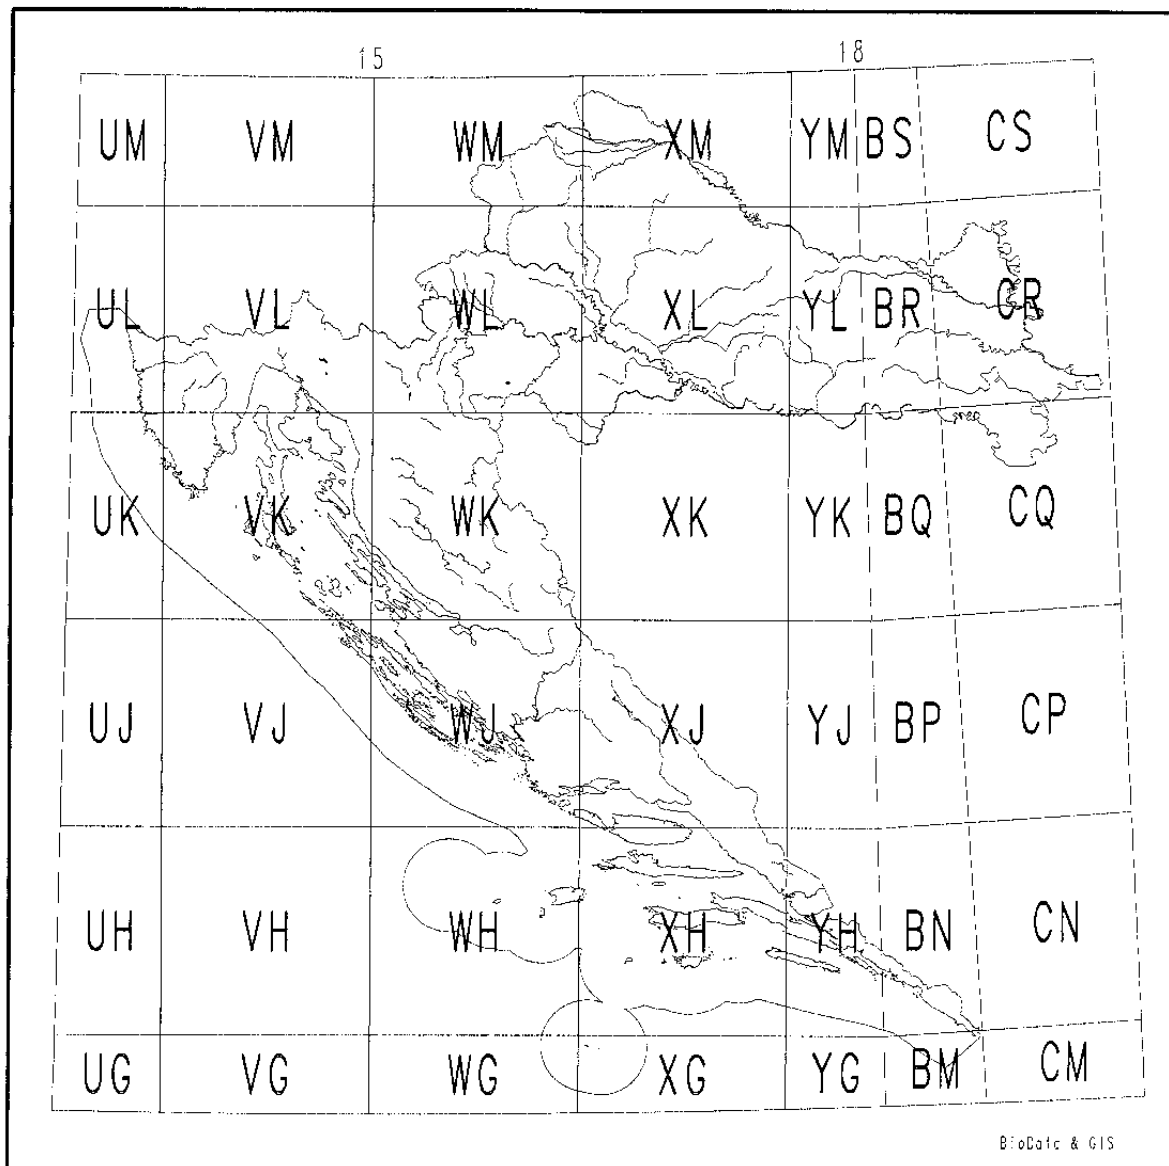 15 18
UM VM WM XM YM BS CS
UL VL WL XL YL BR CR
UK VK WK XK YK BQ CQ
UJ VJ WJ XJ YJ BP CP
UH VH WH XH YH BN CN
UG VG WG XG YG BM CM
& GIS